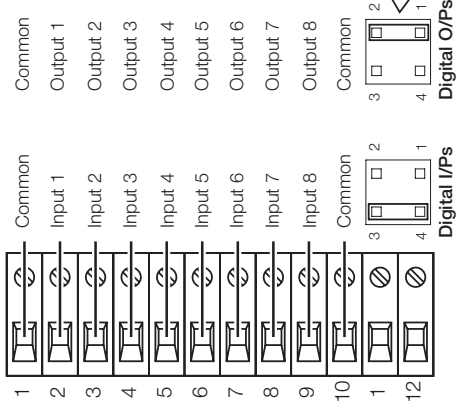 Common
Output 1
Output 2
Output 3
Output 4
Output 5
Output 6
Output 7
Output 8
Common
2
1
3
4
Digital O/Ps
Common
Input 1
Input 2
Input 3
Input 4
Input 5
Input 6
Input 7
Input 8
Common
2
1
3
4
Digital I/Ps
1
2
3
4
5
6
7
8
9
10
1
12